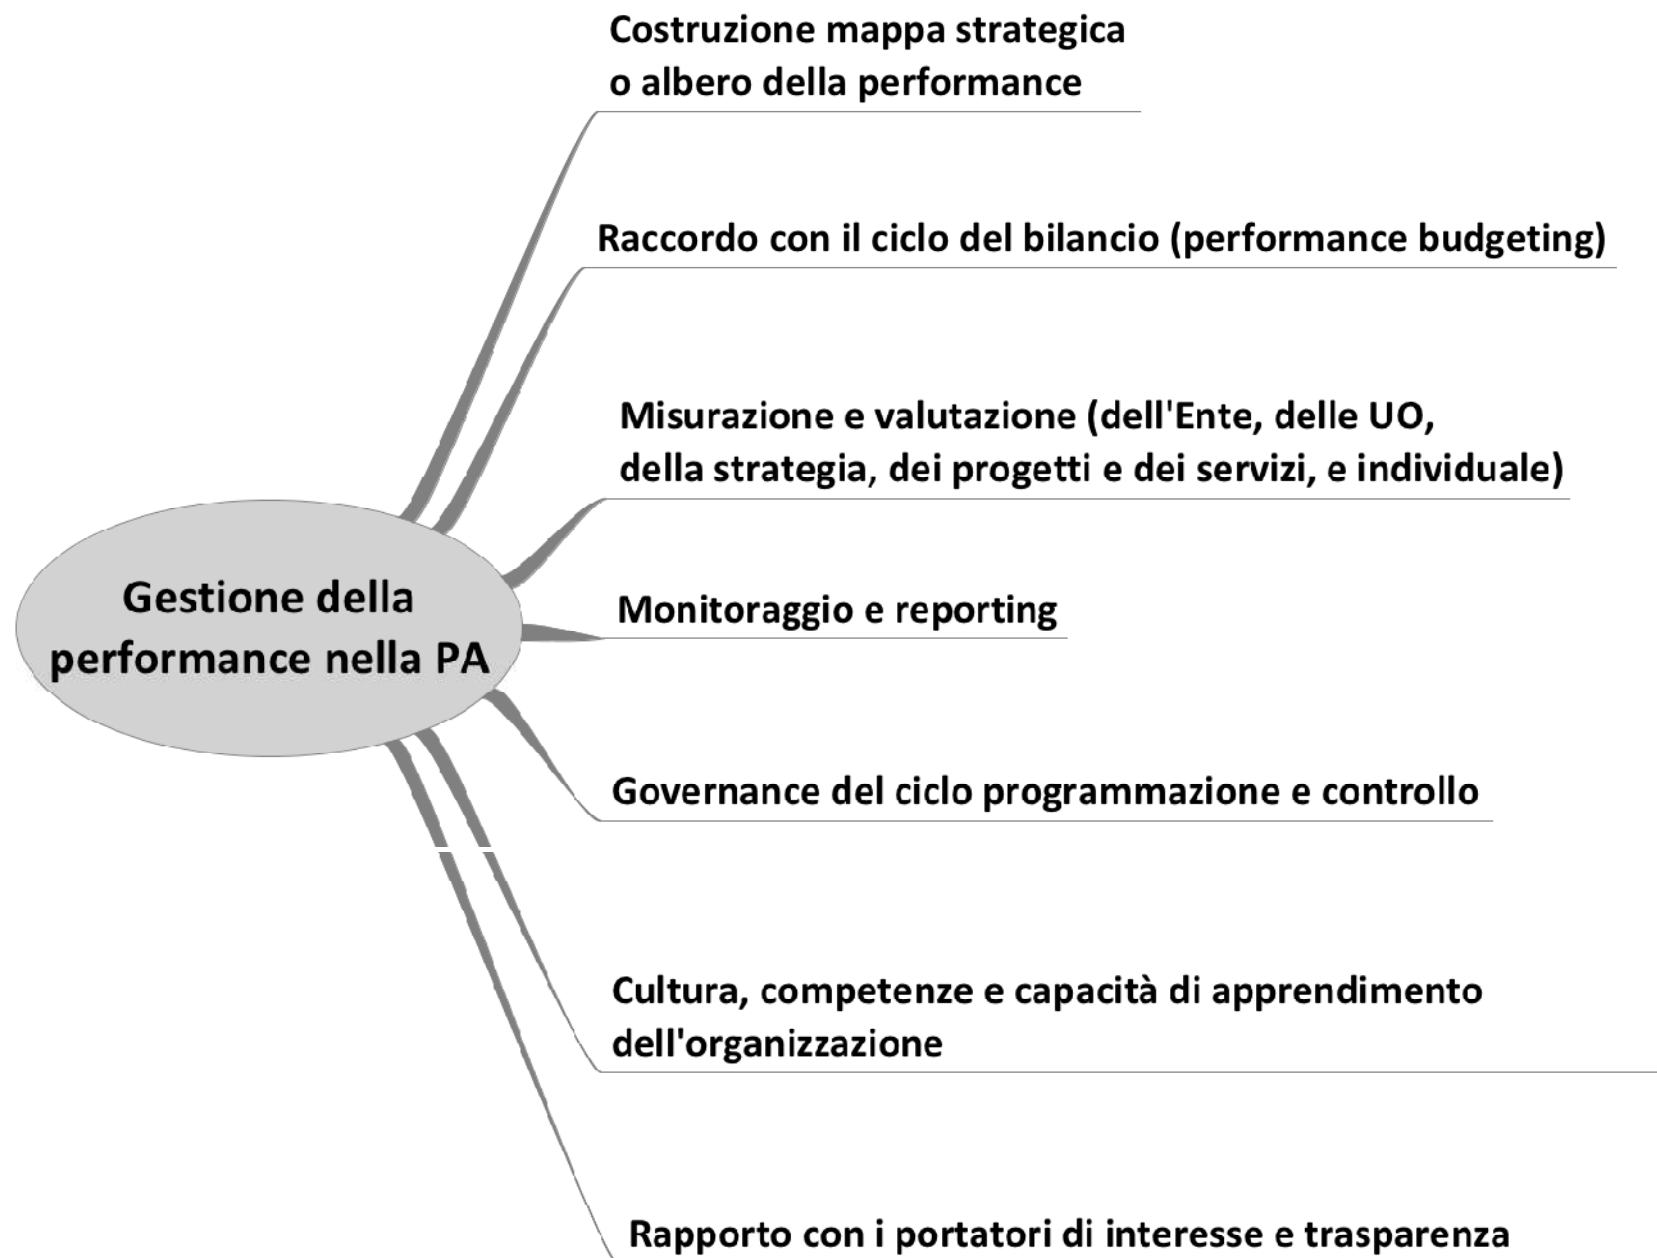 Costruzione mappa strategica
o albero della performance
Raccordo con il ciclo del bilancio (performance budgeting)
Misurazione e valutazione (dell'Ente, delle UO,
della strategia, dei progetti e dei servizi, e individuale)
Gestione della
performance nella PA
Monitoraggio e reporting
Governance del ciclo programmazione e controllo
Cultura, competenze e capacità di apprendimento
dell'organizzazione
Rapporto con i portatori di interesse e trasparenza